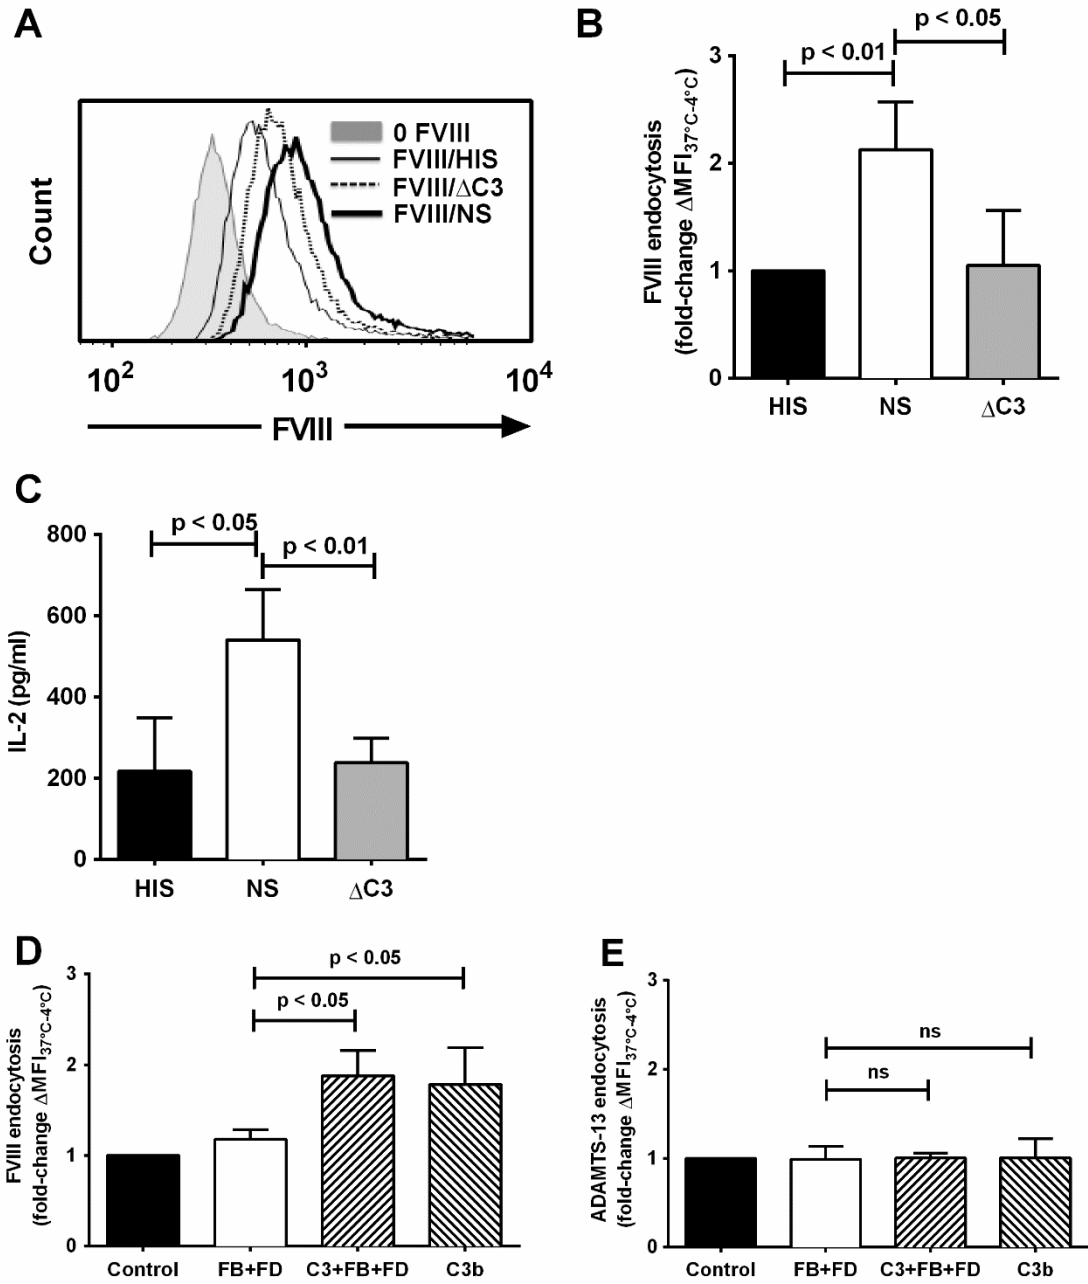 A
0 FVIII
FVIII/HIS
FVIII/ΔC3
FVIII/NS
Count
10² 10³ 10⁴
FVIII
B
p < 0.05
p < 0.01
FVIII endocytosis
(fold-change ΔMFI37°C-4°C)
3
2
1
0
HIS NS ΔC3
C
p < 0.05
p < 0.01
IL-2 (pg/ml)
800
600
400
200
0
HIS NS ΔC3
D
p < 0.05
p < 0.05
FVIII endocytosis
(fold-change ΔMFI37°C-4°C)
3
2
1
0
Control FB+FD C3+FB+FD C3b
E
ns
ns
ADAMTS-13 endocytosis
(fold-change ΔMFI37°C-4°C)
3
2
1
0
Control FB+FD C3+FB+FD C3b